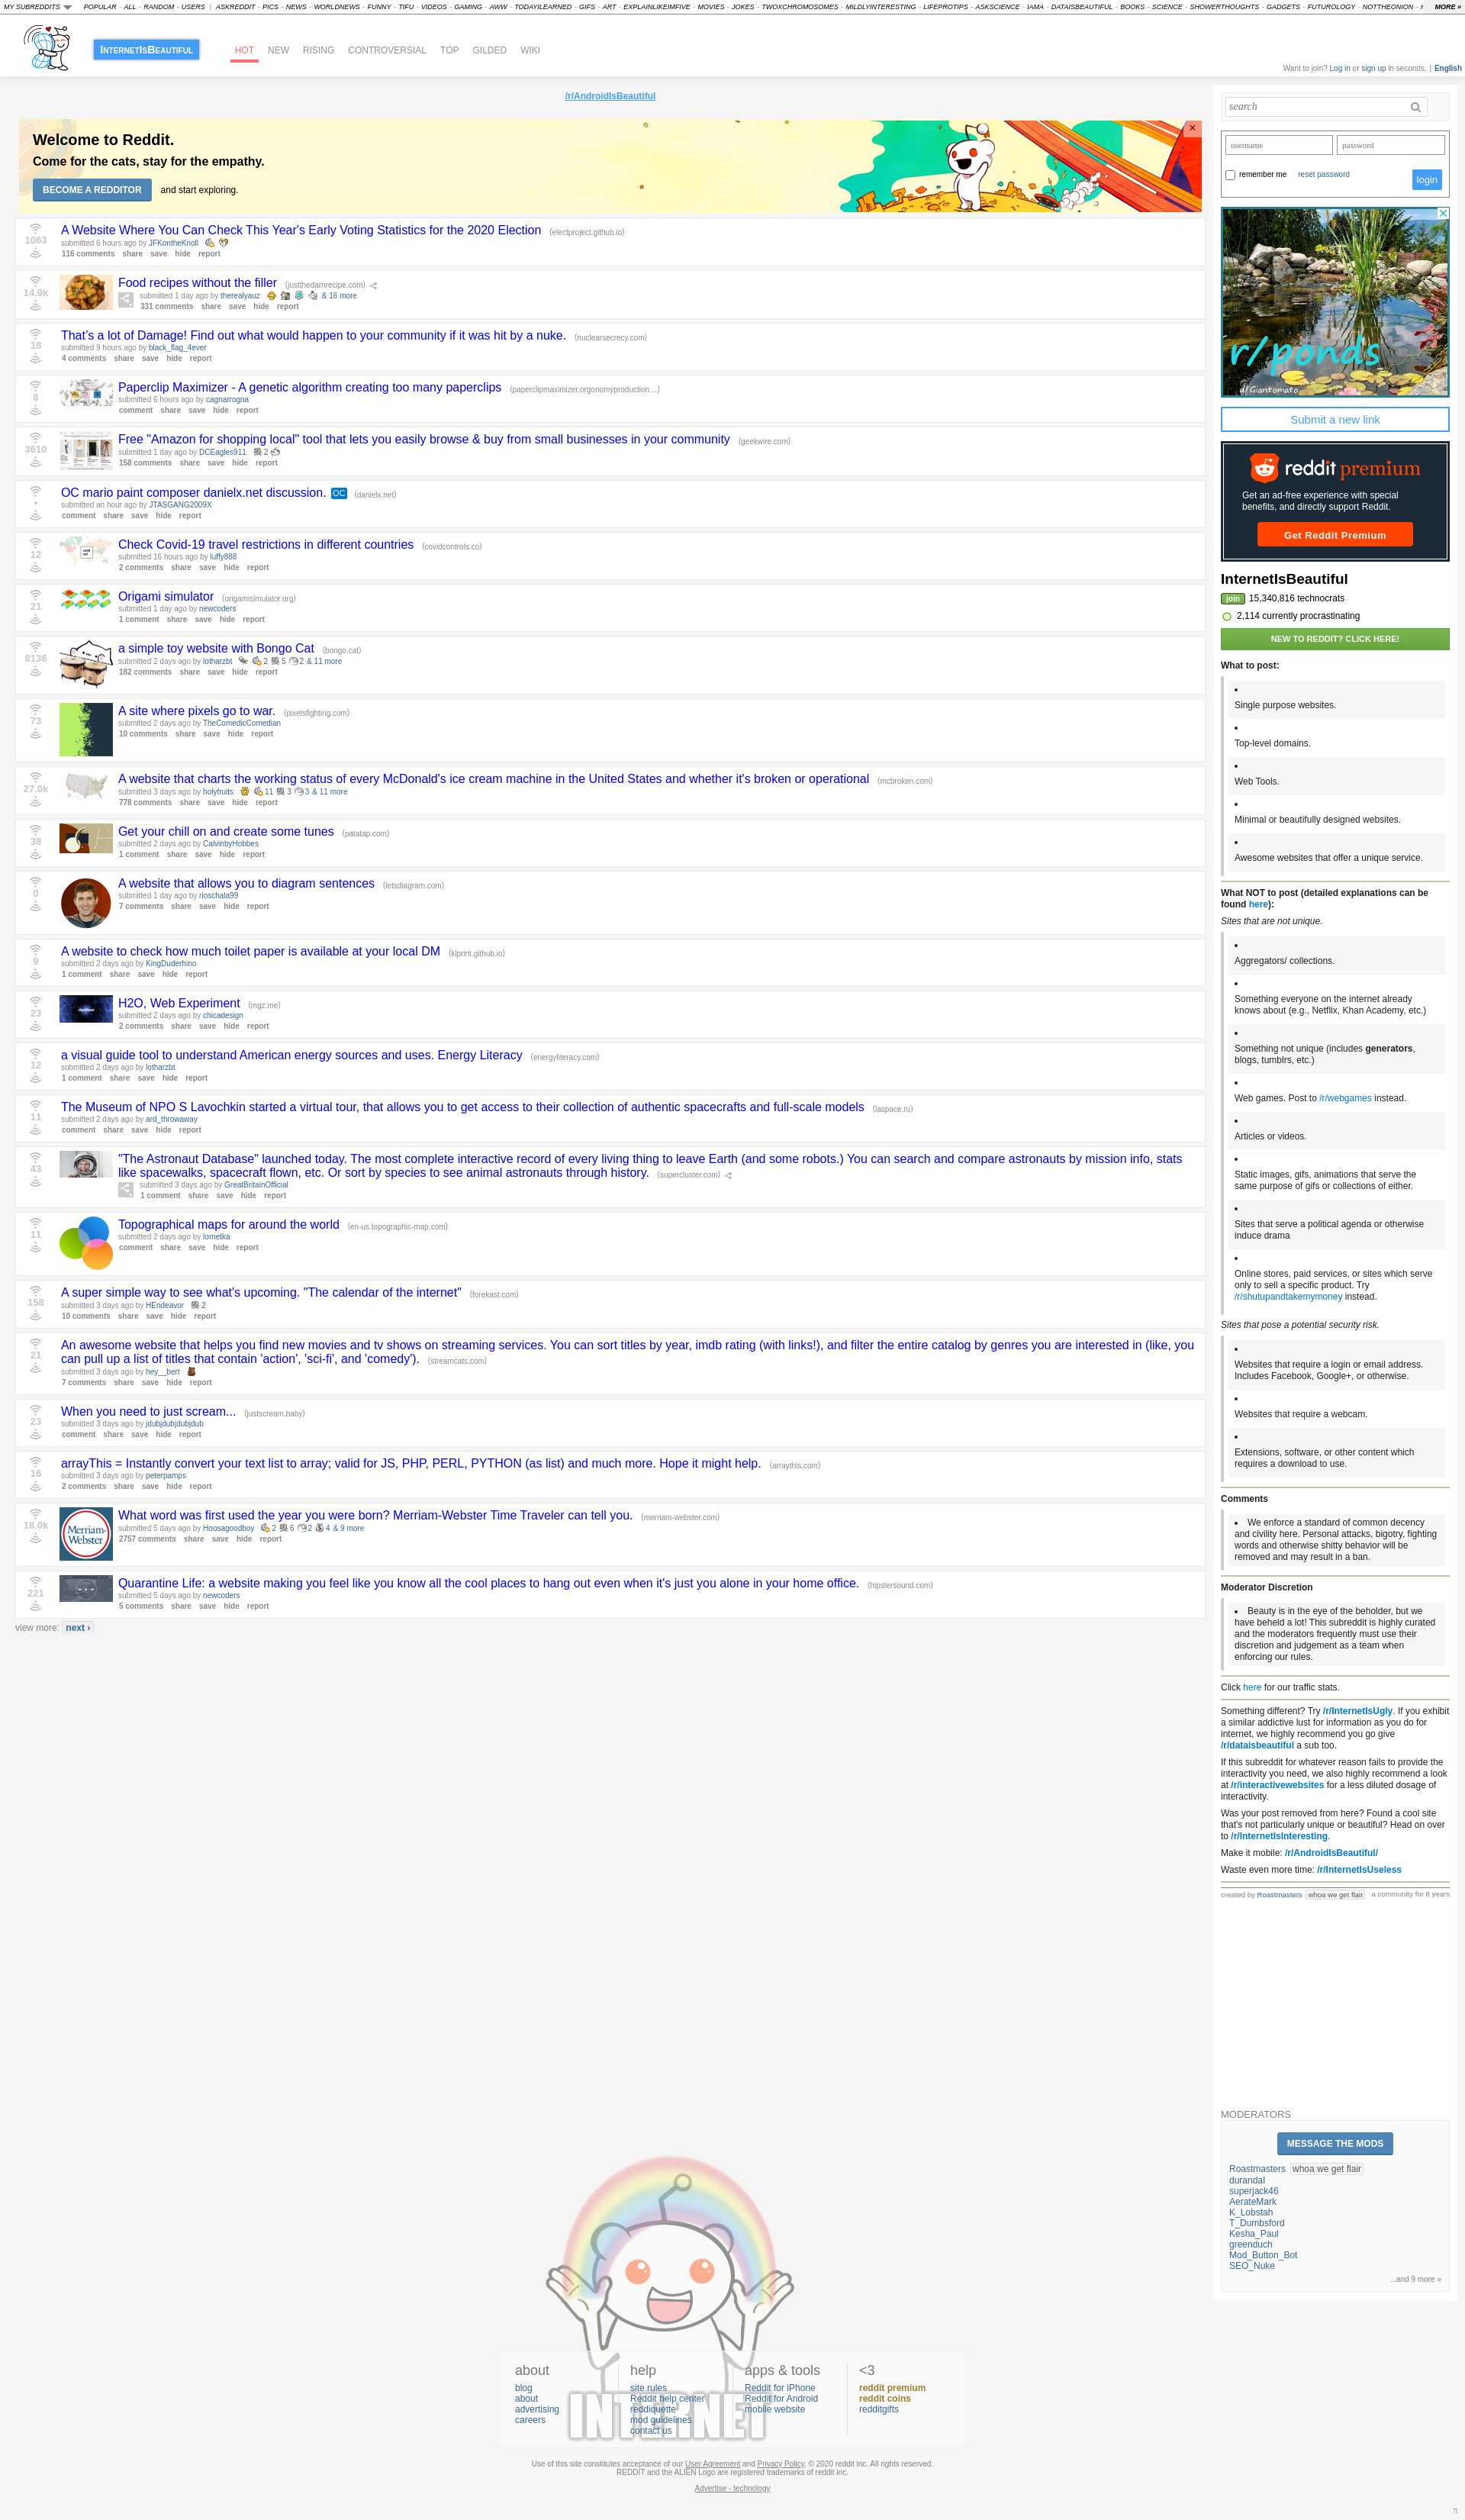 MY SUBREDDITS POPULAR - ALL - RANDOM - USERS | ASKREDDIT - PICS - NEWS - WORLDNEWS - FUNNY - TIFU - VIDEOS - GAMING - AWW - TODAYILEARNED - GIFS - ART - EXPLAINLIKEIMFIVE - MOVIES - JOKES - TWOXCHROMOSOMES - MILDLYINTERESTING - LIFEPROTIPS - ASKSCIENCE - IAMA - DATAISBEAUTIFUL - BOOKS - SCIENCE - SHOWERTHOUGHTS - GADGETS - FUTUROLOGY - NOTTHEONION - MORE »
InternetIsBeautiful HOT NEW RISING CONTROVERSIAL TOP GILDED WIKI
Want to join? Log in or sign up in seconds. | English
/r/AndroidIsBeautiful
Welcome to Reddit.
Come for the cats, stay for the empathy.
BECOME A REDDITOR and start exploring.
1063
A Website Where You Can Check This Year's Early Voting Statistics for the 2020 Election (electproject.github.io)
submitted 6 hours ago by JFKontheKnoll
116 comments share save hide report
14.9k
Food recipes without the filler (justthedarnrecipe.com)
submitted 1 day ago by therealyauz & 16 more
331 comments share save hide report
18
That's a lot of Damage! Find out what would happen to your community if it was hit by a nuke. (nuclearsecrecy.com)
submitted 9 hours ago by black_flag_4ever
4 comments share save hide report
8
Paperclip Maximizer - A genetic algorithm creating too many paperclips (paperclipmaximizer.orgonomyproduction...)
submitted 6 hours ago by cagnarrogna
comment share save hide report
3610
Free "Amazon for shopping local" tool that lets you easily browse & buy from small businesses in your community (geekwire.com)
submitted 1 day ago by DCEagles911 2
158 comments share save hide report
•
OC mario paint composer danielx.net discussion. OC (danielx.net)
submitted an hour ago by JTASGANG2009X
comment share save hide report
12
Check Covid-19 travel restrictions in different countries (covidcontrols.co)
submitted 16 hours ago by luffy888
2 comments share save hide report
21
Origami simulator (origamisimulator.org)
submitted 1 day ago by newcoders
1 comment share save hide report
8136
a simple toy website with Bongo Cat (bongo.cat)
submitted 2 days ago by lotharzbt 2 5 2 & 11 more
182 comments share save hide report
73
A site where pixels go to war. (pixelsfighting.com)
submitted 2 days ago by TheComedicComedian
10 comments share save hide report
27.0k
A website that charts the working status of every McDonald's ice cream machine in the United States and whether it's broken or operational (mcbroken.com)
submitted 3 days ago by holyfruits 11 3 3 & 11 more
778 comments share save hide report
38
Get your chill on and create some tunes (patatap.com)
submitted 2 days ago by CalvinbyHobbes
1 comment share save hide report
0
A website that allows you to diagram sentences (letsdiagram.com)
submitted 1 day ago by rioschala99
7 comments share save hide report
9
A website to check how much toilet paper is available at your local DM (klprint.github.io)
submitted 2 days ago by KingDuderhino
1 comment share save hide report
23
H2O, Web Experiment (mgz.me)
submitted 2 days ago by chicadesign
2 comments share save hide report
12
a visual guide tool to understand American energy sources and uses. Energy Literacy (energyliteracy.com)
submitted 2 days ago by lotharzbt
1 comment share save hide report
11
The Museum of NPO S Lavochkin started a virtual tour, that allows you to get access to their collection of authentic spacecrafts and full-scale models (laspace.ru)
submitted 2 days ago by ard_throwaway
comment share save hide report
43
"The Astronaut Database" launched today. The most complete interactive record of every living thing to leave Earth (and some robots.) You can search and compare astronauts by mission info, stats
like spacewalks, spacecraft flown, etc. Or sort by species to see animal astronauts through history. (supercluster.com)
submitted 3 days ago by GreatBritainOfficial
1 comment share save hide report
11
Topographical maps for around the world (en-us.topographic-map.com)
submitted 2 days ago by lornetka
comment share save hide report
158
A super simple way to see what's upcoming. "The calendar of the internet" (forekast.com)
submitted 3 days ago by HEndeavor 2
10 comments share save hide report
21
An awesome website that helps you find new movies and tv shows on streaming services. You can sort titles by year, imdb rating (with links!), and filter the entire catalog by genres you are interested in (like, you
can pull up a list of titles that contain 'action', 'sci-fi', and 'comedy'). (streamcats.com)
submitted 3 days ago by hey__bert
7 comments share save hide report
23
When you need to just scream... (justscream.baby)
submitted 3 days ago by jdubjdubjdubjdub
comment share save hide report
16
arrayThis = Instantly convert your text list to array; valid for JS, PHP, PERL, PYTHON (as list) and much more. Hope it might help. (arraythis.com)
submitted 3 days ago by peterpamps
2 comments share save hide report
18.0k
Merriam-Webster
What word was first used the year you were born? Merriam-Webster Time Traveler can tell you. (merriam-webster.com)
submitted 5 days ago by Hoosagoodboy 2 6 2 4 & 9 more
2757 comments share save hide report
221
Quarantine Life: a website making you feel like you know all the cool places to hang out even when it's just you alone in your home office. (hipstersound.com)
submitted 5 days ago by newcoders
5 comments share save hide report
view more: next ›
search
username password
remember me reset password login
r/ponds
u/Giantomato
Submit a new link
reddit premium
Get an ad-free experience with special
benefits, and directly support Reddit.
Get Reddit Premium
InternetIsBeautiful
join 15,340,816 technocrats
2,114 currently procrastinating
NEW TO REDDIT? CLICK HERE!
What to post:
• Single purpose websites.
• Top-level domains.
• Web Tools.
• Minimal or beautifully designed websites.
• Awesome websites that offer a unique service.
What NOT to post (detailed explanations can be
found here):
Sites that are not unique.
• Aggregators/ collections.
• Something everyone on the internet already
knows about (e.g., Netflix, Khan Academy, etc.)
• Something not unique (includes generators,
blogs, tumblrs, etc.)
• Web games. Post to /r/webgames instead.
• Articles or videos.
• Static images, gifs, animations that serve the
same purpose of gifs or collections of either.
• Sites that serve a political agenda or otherwise
induce drama
• Online stores, paid services, or sites which serve
only to sell a specific product. Try
/r/shutupandtakemymoney instead.
Sites that pose a potential security risk.
• Websites that require a login or email address.
Includes Facebook, Google+, or otherwise.
• Websites that require a webcam.
• Extensions, software, or other content which
requires a download to use.
Comments
• We enforce a standard of common decency
and civility here. Personal attacks, bigotry, fighting
words and otherwise shitty behavior will be
removed and may result in a ban.
Moderator Discretion
• Beauty is in the eye of the beholder, but we
have beheld a lot! This subreddit is highly curated
and the moderators frequently must use their
discretion and judgement as a team when
enforcing our rules.
Click here for our traffic stats.
Something different? Try /r/InternetIsUgly. If you exhibit
a similar addictive lust for information as you do for
internet, we highly recommend you go give
/r/dataisbeautiful a sub too.
If this subreddit for whatever reason fails to provide the
interactivity you need, we also highly recommend a look
at /r/interactivewebsites for a less diluted dosage of
interactivity.
Was your post removed from here? Found a cool site
that's not particularly unique or beautiful? Head on over
to /r/InternetIsInteresting.
Make it mobile: /r/AndroidIsBeautiful/
Waste even more time: /r/InternetIsUseless
created by Roastmasters whoa we get flair a community for 8 years
MODERATORS
MESSAGE THE MODS
Roastmasters whoa we get flair
durandal
superjack46
AerateMark
K_Lobstah
T_Dumbsford
Kesha_Paul
greenduch
Mod_Button_Bot
SEO_Nuke
...and 9 more »
about
blog
about
advertising
careers
help
site rules
Reddit help center
reddiquette
mod guidelines
contact us
apps & tools
Reddit for iPhone
Reddit for Android
mobile website
<3
reddit premium
reddit coins
redditgifts
INTERNET
Use of this site constitutes acceptance of our User Agreement and Privacy Policy. © 2020 reddit inc. All rights reserved.
REDDIT and the ALIEN Logo are registered trademarks of reddit inc.
Advertise - technology
π